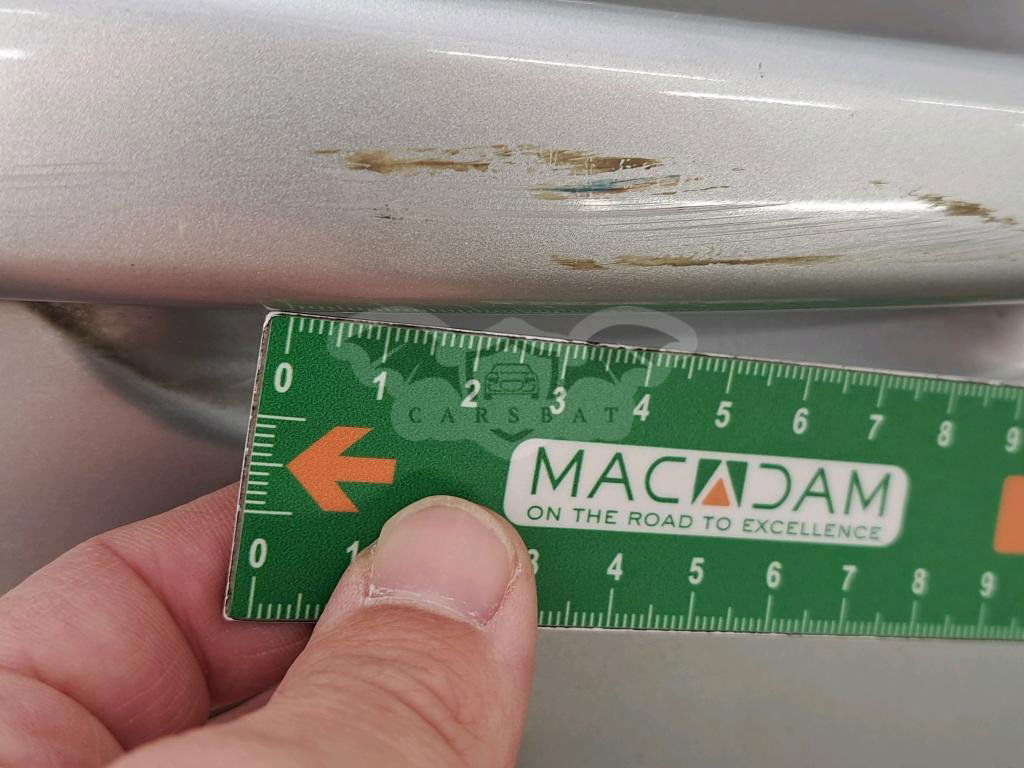 0 1 2 3 4 5 6 7 8 9
CARSBAT
MACADAM
ON THE ROAD TO EXCELLENCE
0 1 3 4 5 6 7 8 9